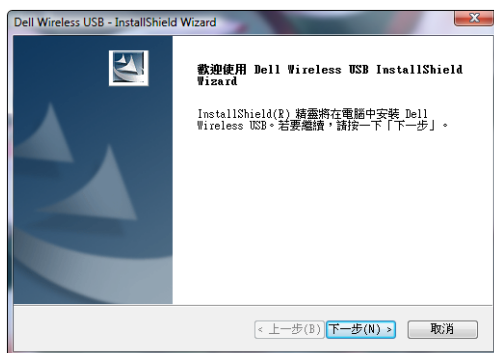 Dell Wireless USB - InstallShield Wizard
歡迎使用 Dell Wireless USB InstallShield
Wizard
InstallShield(R) 精靈將在電腦中安裝 Dell
Wireless USB。若要繼續，請按一下「下一步」。
< 上一步(B) 下一步(N) > 取消